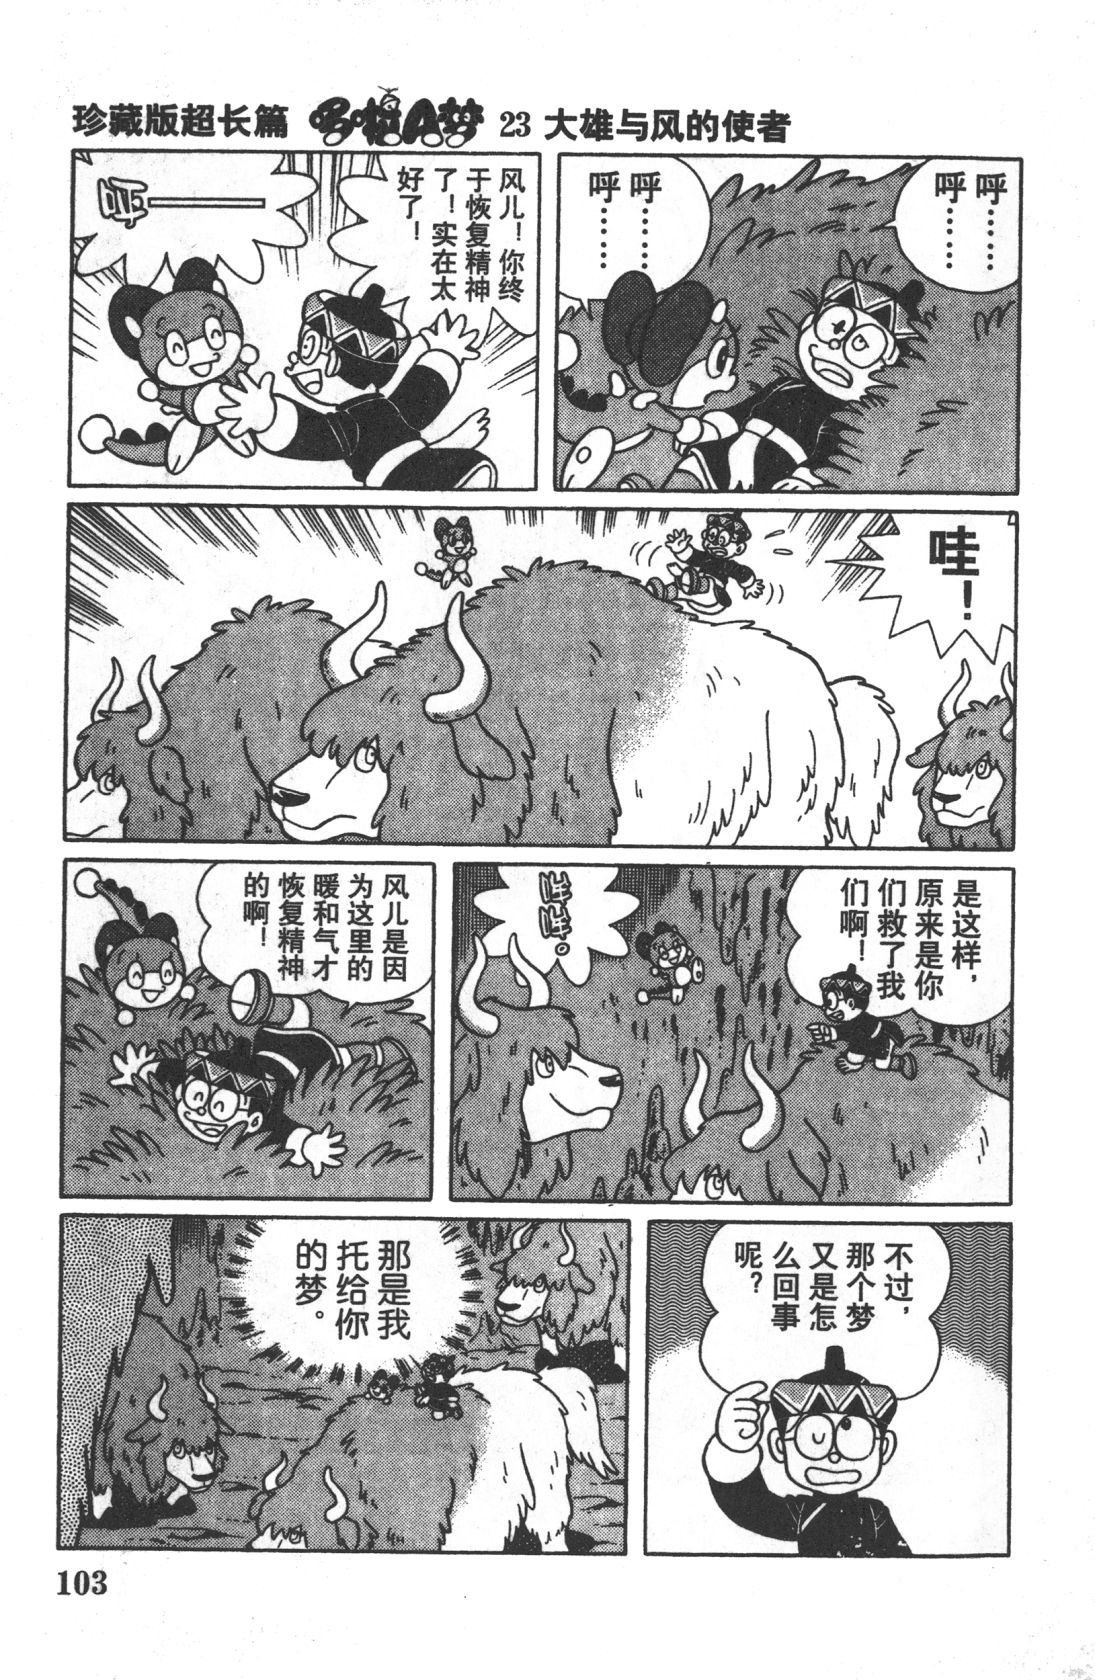 珍藏版超长篇 哆啦A梦 23 大雄与风的使者
呼……
呼……
呼……
呼……
风儿！你终
于恢复精神
了！实在太
好了！
哇！
是这样，
原来是你
们救了我
们啊！
风儿是因
为这里的
暖和气才
恢复精神
的啊！
不过，
那个梦
又是怎
么回事
呢？
那是我
托给你
的梦。
103